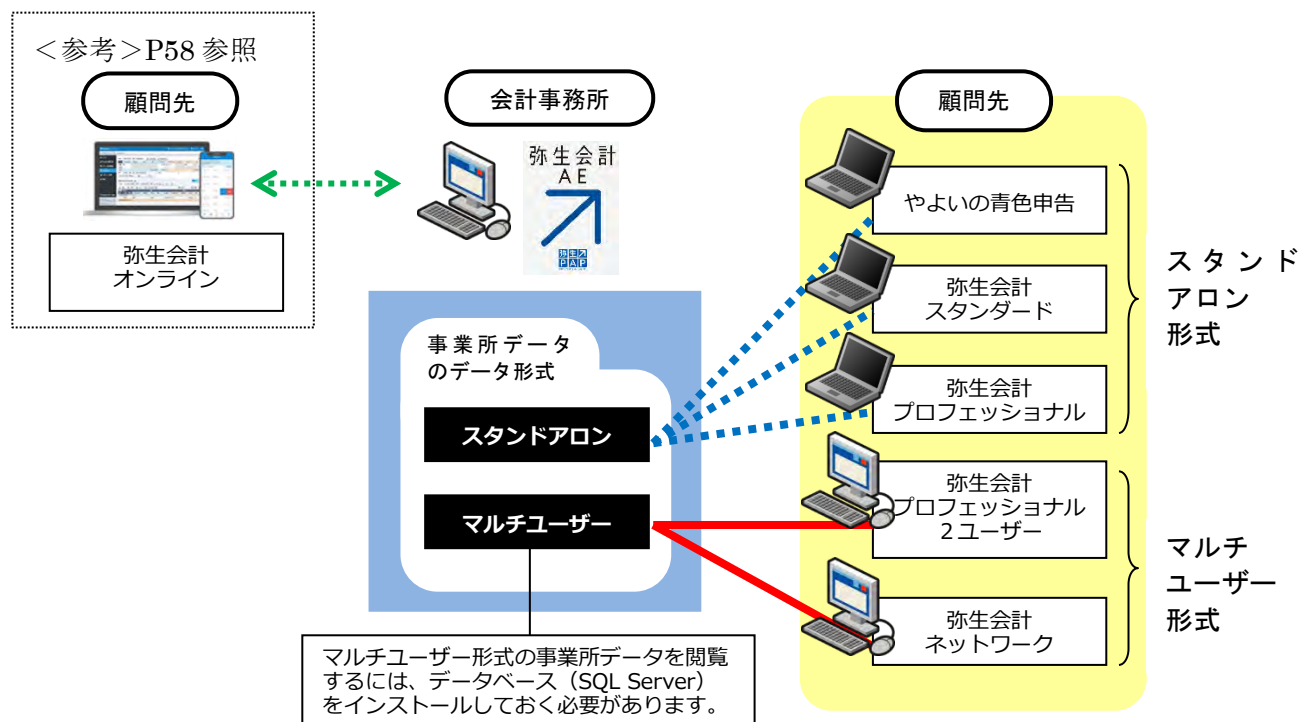 ＜参考＞P58 参照
顧問先
弥生会計
オンライン
会計事務所
弥生会計
AE
弥生
PAP
事業所データ
のデータ形式
スタンドアロン
マルチユーザー
マルチユーザー形式の事業所データを閲覧
するには、データベース（SQL Server）
をインストールしておく必要があります。
顧問先
やよいの青色申告
弥生会計
スタンダード
弥生会計
プロフェッショナル
弥生会計
プロフェッショナル
２ユーザー
弥生会計
ネットワーク
スタンド
アロン
形式
マルチ
ユーザー
形式